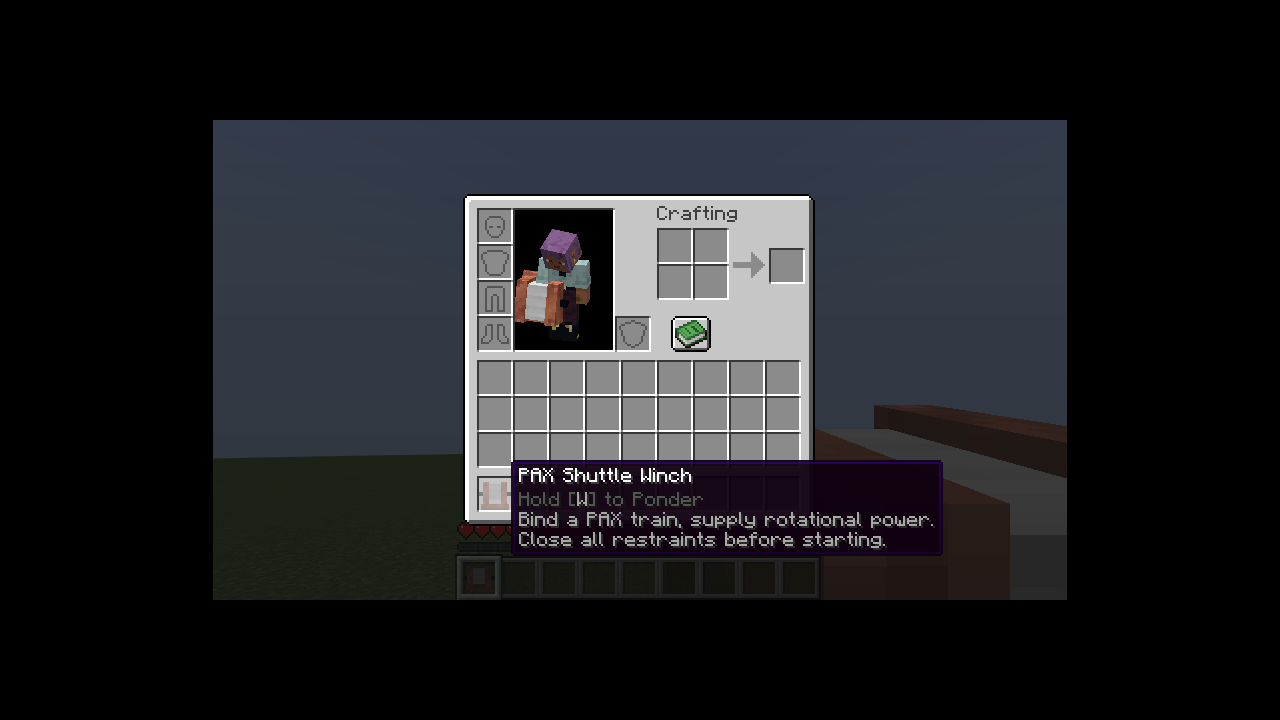 Crafting
PAX Shuttle Winch
Hold [W] to Ponder
Bind a PAX train, supply rotational power.
Close all restraints before starting.